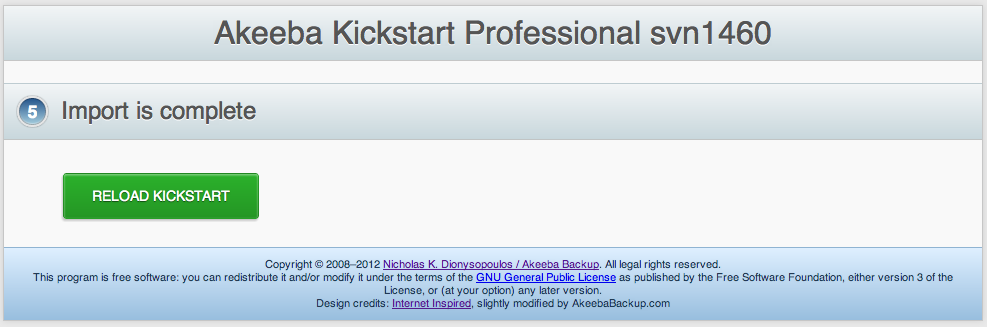 Akeeba Kickstart Professional svn1460
5 Import is complete
RELOAD KICKSTART
Copyright © 2008–2012 Nicholas K. Dionysopoulos / Akeeba Backup. All legal rights reserved.
This program is free software: you can redistribute it and/or modify it under the terms of the GNU General Public License as published by the Free Software Foundation, either version 3 of the
License, or (at your option) any later version.
Design credits: Internet Inspired, slightly modified by AkeebaBackup.com